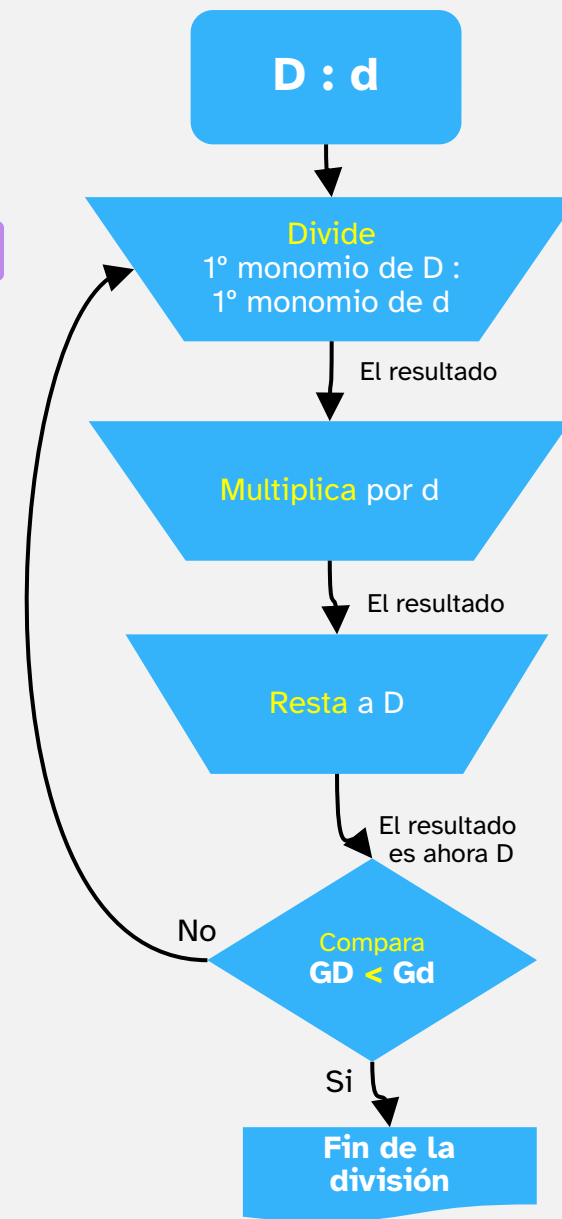 D : d
Divide
1º monomio de D :
1º monomio de d
El resultado
Multiplica por d
El resultado
Resta a D
El resultado
es ahora D
No
Compara
GD < Gd
Si
Fin de la
división